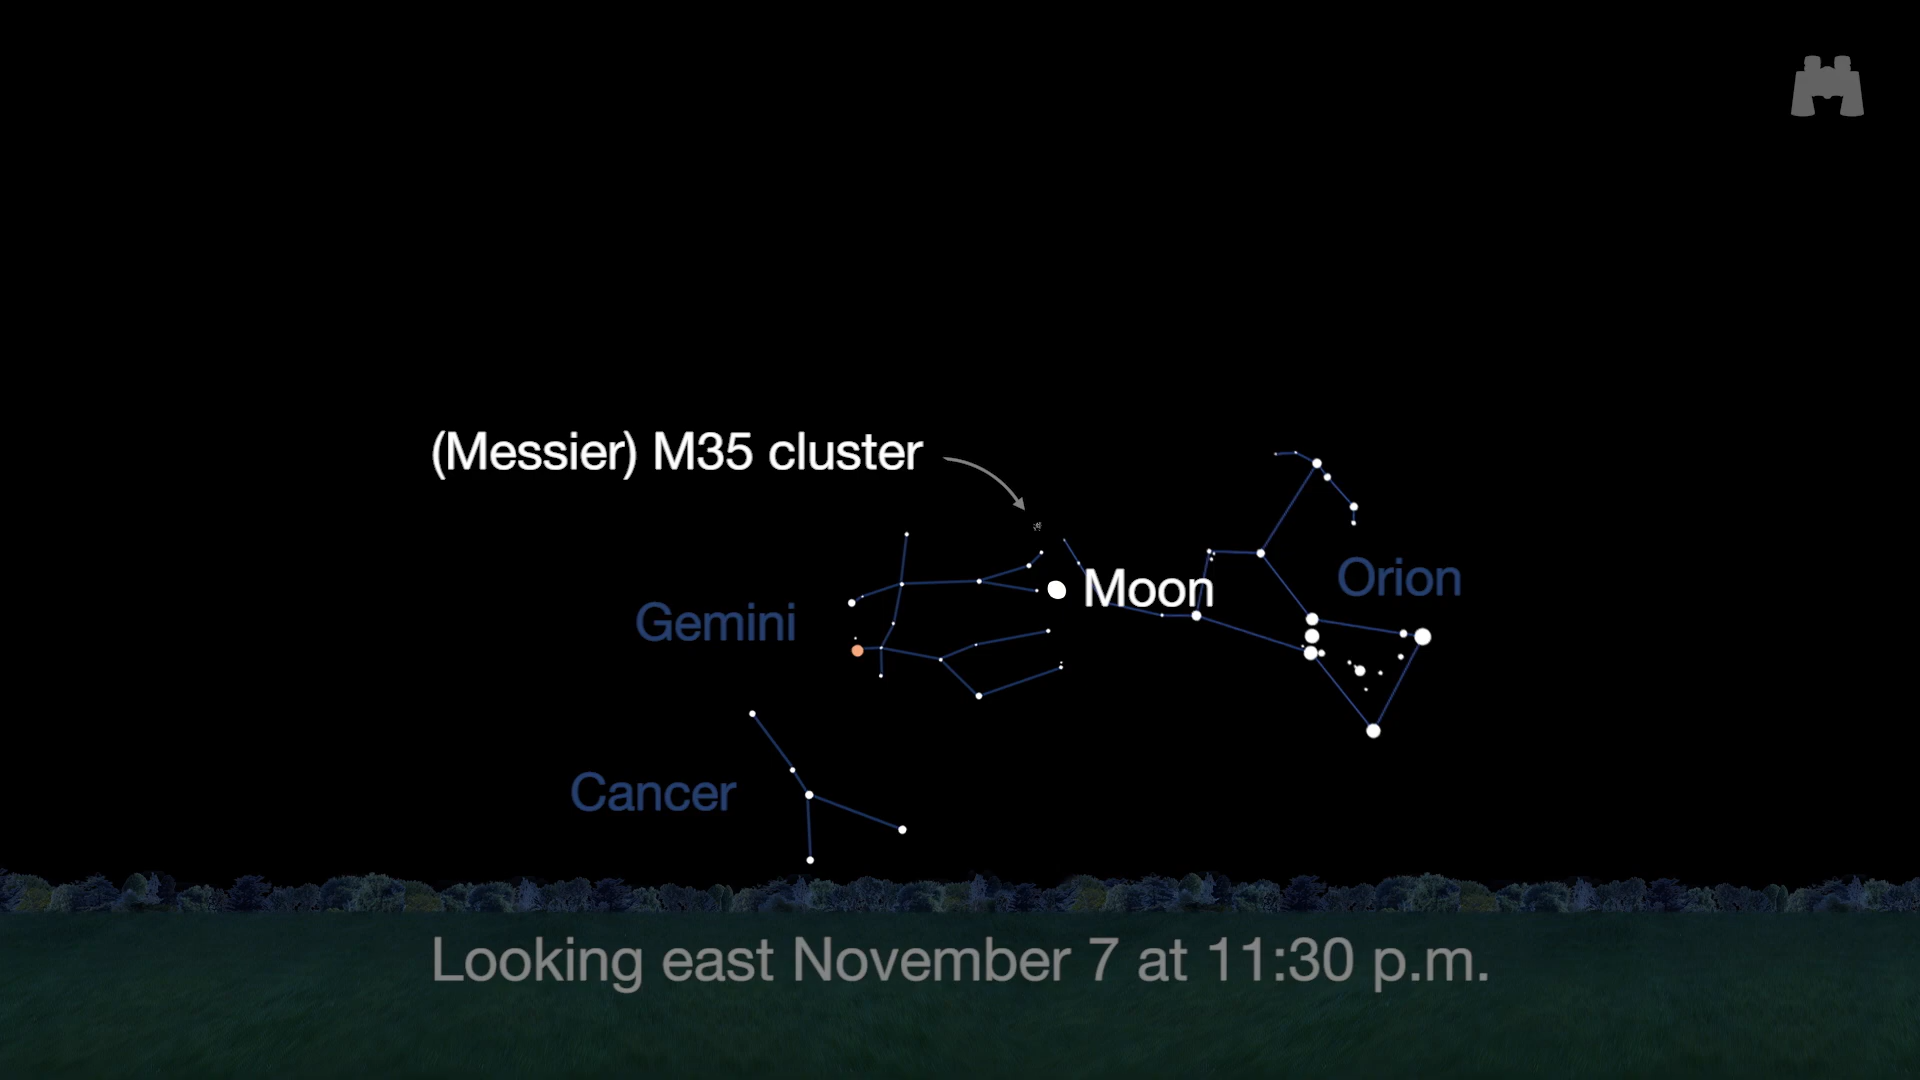 (Messier) M35 cluster
Moon
Orion
Gemini
Cancer
Looking east November 7 at 11:30 p.m.